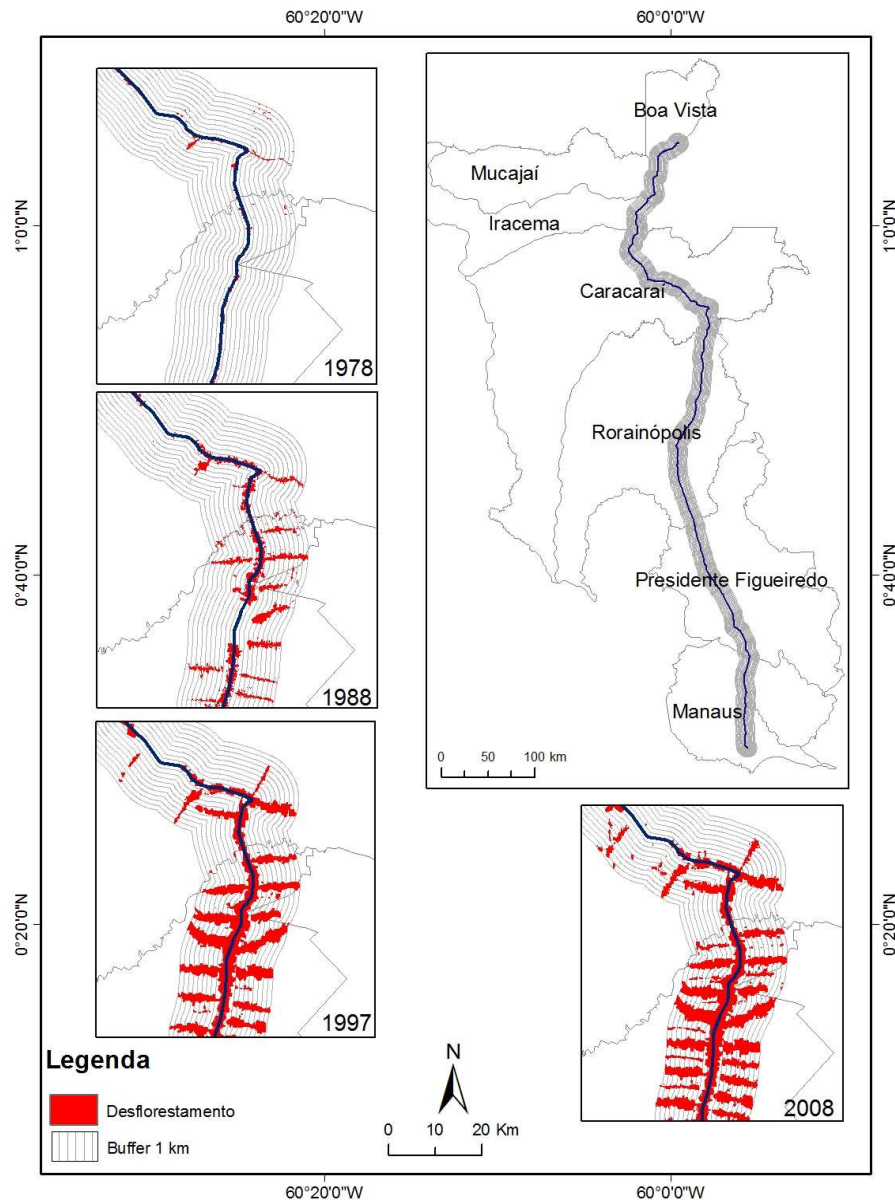 60°20'0"W
60°0'0"W
1°0'0"N
1978
1988
1997
Boa Vista
Mucajaí
Iracema
Caracaraí
Rorainópolis
Presidente Figueiredo
Manaus
0 50 100 km
1°0'0"N
0°40'0"N
0°40'0"N
0°20'0"N
0°20'0"N
2008
Legenda
Desflorestamento
Buffer 1 km
N
0 10 20 Km
60°20'0"W
60°0'0"W